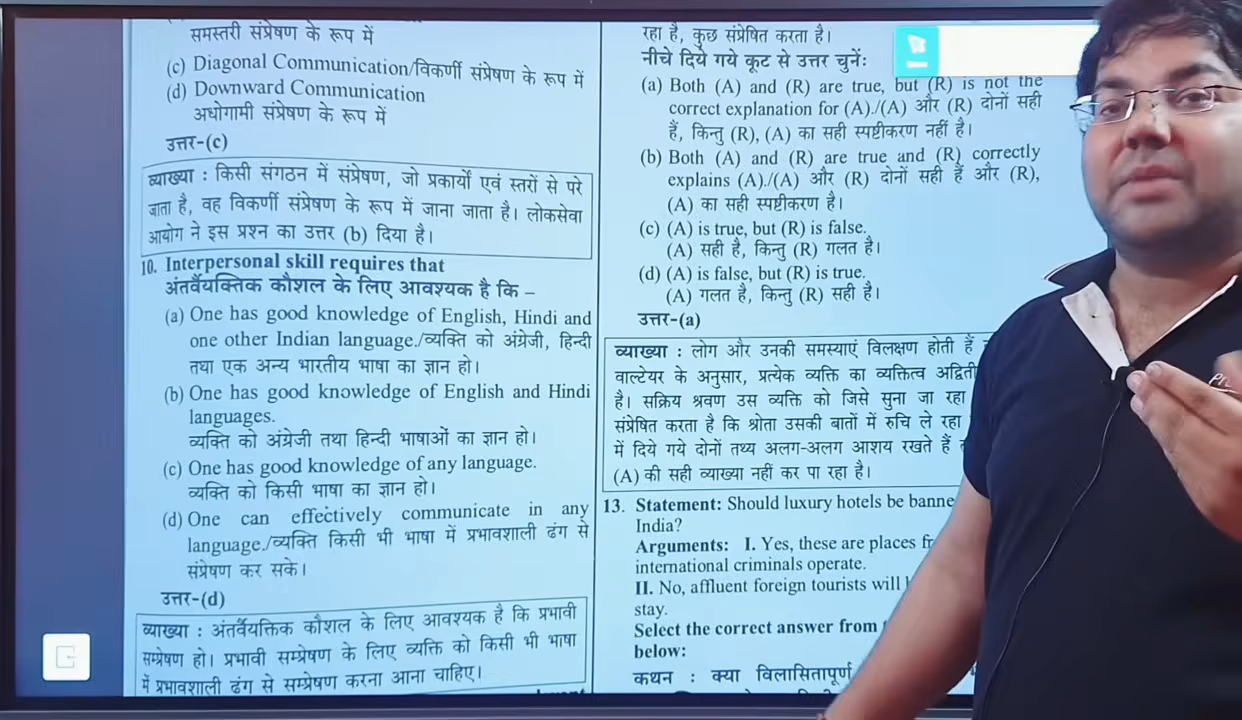 समस्तरी संप्रेषण के रूप में
(c) Diagonal Communication/विकर्णी संप्रेषण के रूप में
(d) Downward Communication
अधोगामी संप्रेषण के रूप में
उत्तर-(c)
व्याख्या : किसी संगठन में संप्रेषण, जो प्रकार्यों एवं स्तरों से परे
जाता है, वह विकर्णी संप्रेषण के रूप में जाना जाता है। लोकसेवा
आयोग ने इस प्रश्न का उत्तर (b) दिया है।
10. Interpersonal skill requires that
अंतर्वैयक्तिक कौशल के लिए आवश्यक है कि –
(a) One has good knowledge of English, Hindi and
one other Indian language./व्यक्ति को अंग्रेजी, हिन्दी
तथा एक अन्य भारतीय भाषा का ज्ञान हो।
(b) One has good knowledge of English and Hindi
languages.
व्यक्ति को अंग्रेजी तथा हिन्दी भाषाओं का ज्ञान हो।
(c) One has good knowledge of any language.
व्यक्ति को किसी भाषा का ज्ञान हो।
(d) One can effectively communicate in any
language./व्यक्ति किसी भी भाषा में प्रभावशाली ढंग से
संप्रेषण कर सके।
उत्तर-(d)
व्याख्या : अंतर्वैयक्तिक कौशल के लिए आवश्यक है कि प्रभावी
सम्प्रेषण हो। प्रभावी सम्प्रेषण के लिए व्यक्ति को किसी भी भाषा
में प्रभावशाली ढंग से सम्प्रेषण करना आना चाहिए।
रहा है, कुछ संप्रेषित करता है।
नीचे दिये गये कूट से उत्तर चुनें:
(a) Both (A) and (R) are true, but (R) is not the
correct explanation for (A)./(A) और (R) दोनों सही
हैं, किन्तु (R), (A) का सही स्पष्टीकरण नहीं है।
(b) Both (A) and (R) are true and (R) correctly
explains (A)./(A) और (R) दोनों सही हैं और (R),
(A) का सही स्पष्टीकरण है।
(c) (A) is true, but (R) is false.
(A) सही है, किन्तु (R) गलत है।
(d) (A) is false, but (R) is true.
(A) गलत है, किन्तु (R) सही है।
उत्तर-(a)
व्याख्या : लोग और उनकी समस्याएं विलक्षण होती हैं
वाल्टेयर के अनुसार, प्रत्येक व्यक्ति का व्यक्तित्व
है। सक्रिय श्रवण उस व्यक्ति को जिसे सुना जा रहा
संप्रेषित करता है कि श्रोता उसकी बातों में रुचि ले रहा
में दिये गये दोनों तथ्य अलग-अलग आशय रखते हैं
(A) की सही व्याख्या नहीं कर पा रहा है।
13. Statement: Should luxury hotels be banne
India?
Arguments: I. Yes, these are places
international criminals operate.
II. No, affluent foreign tourists will
stay.
Select the correct answer from
below:
कथन : क्या विलासितापूर्ण